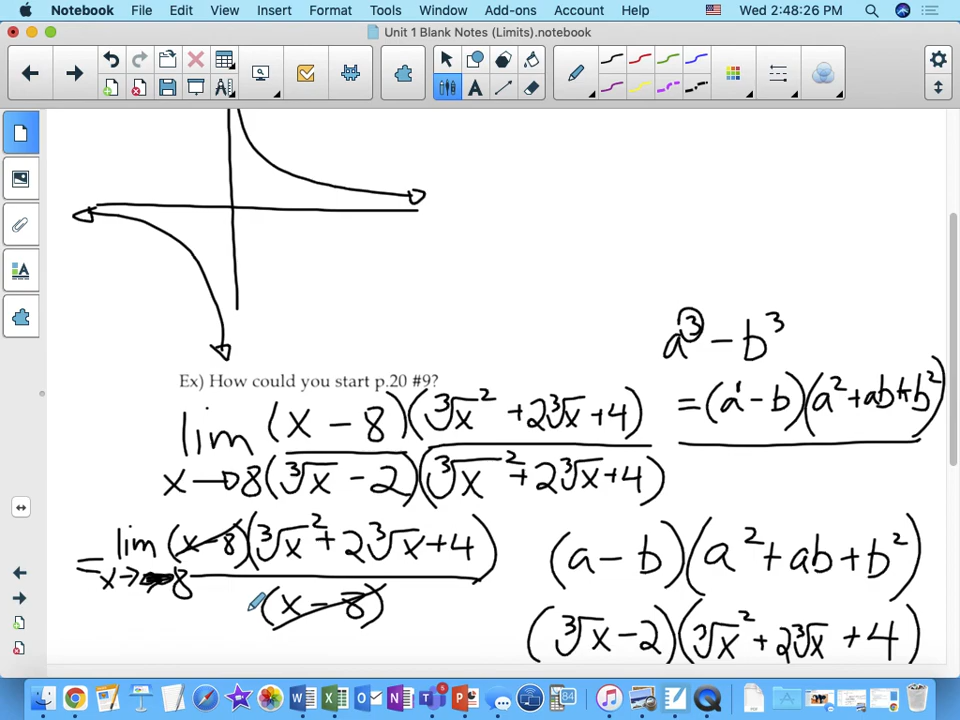 Notebook File Edit View Insert Format Tools Window Add-ons Account Help Wed 2:48:26 PM
Unit 1 Blank Notes (Limits).notebook
a³ − b³
= (a − b)(a² + ab + b²)
Ex) How could you start p.20 #9?
lim (x − 8)(∛x² + 2∛x + 4)
x→8 (∛x − 2)(∛x² + 2∛x + 4)
= lim (x − 8)(∛x² + 2∛x + 4)
x→8 (x − 8)
(a − b)(a² + ab + b²)
(∛x − 2)(∛x² + 2∛x + 4)